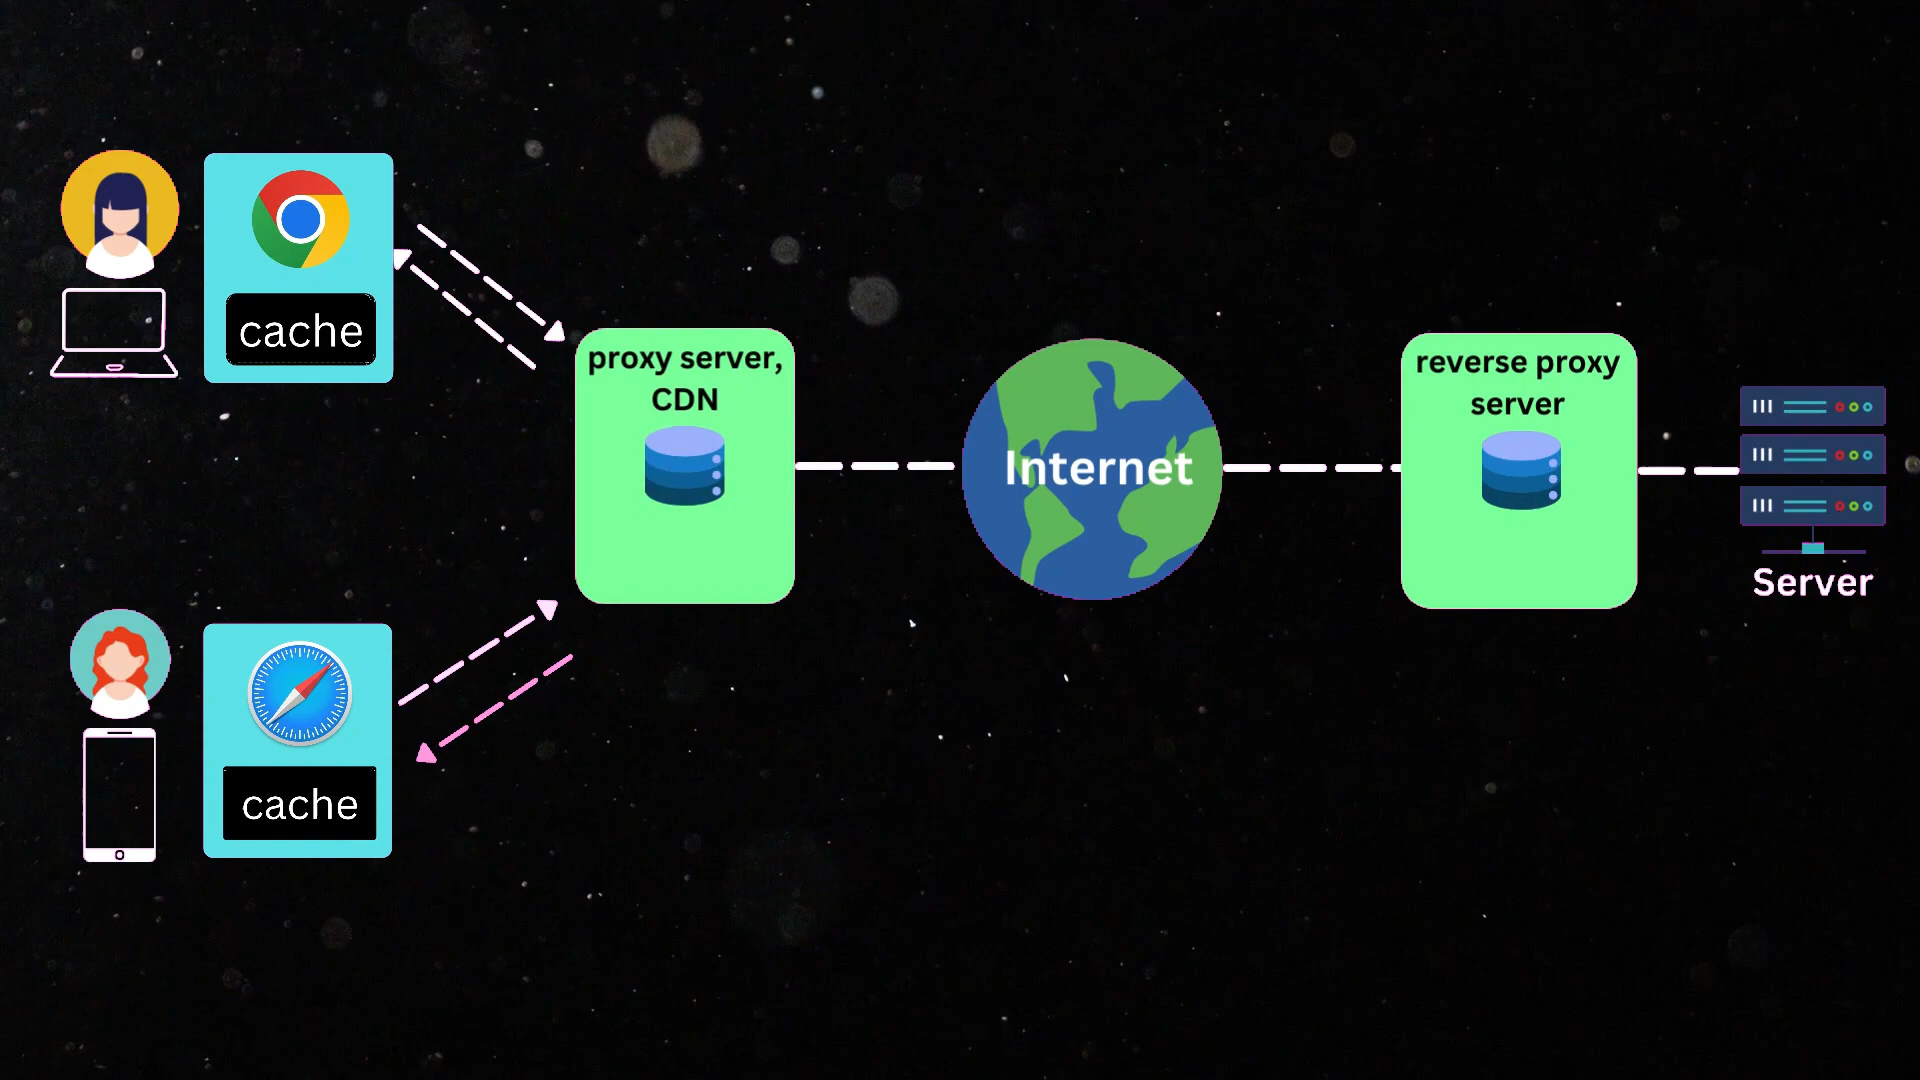 cache
proxy server,
CDN
Internet
reverse proxy
server
Server
cache